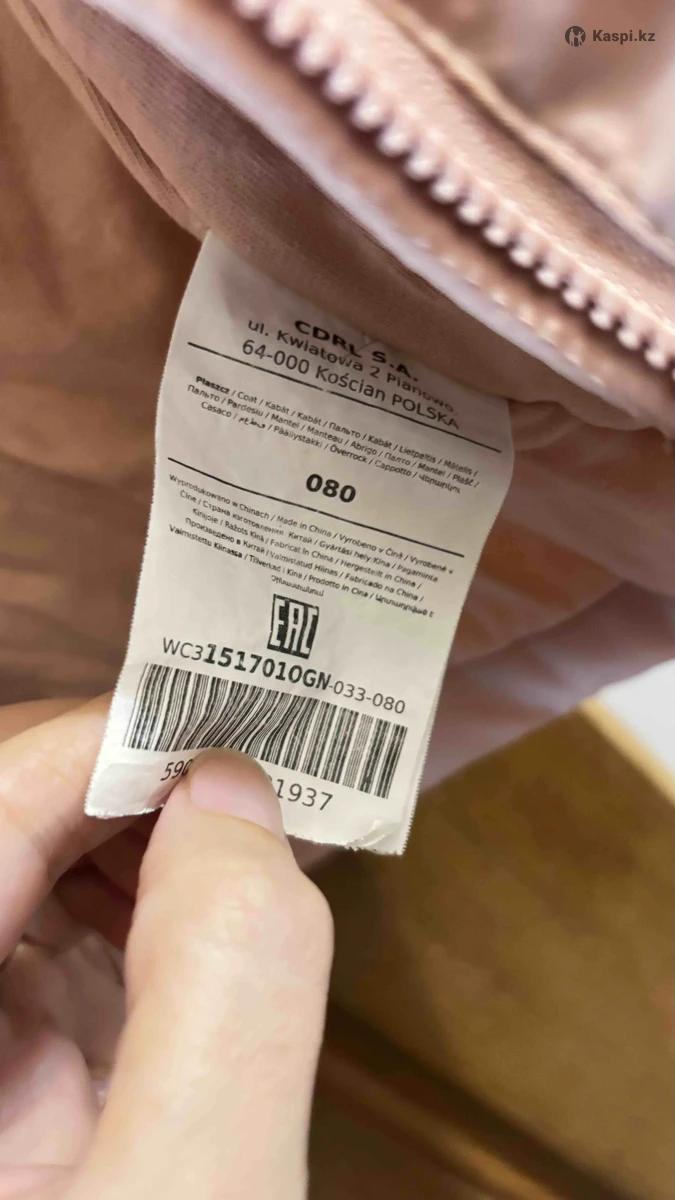 Kaspi.kz
CDRL S.A.
ul. Kwiatowa 2 Pianowo,
64-000 Kościan POLSKA
Płaszcz / Coat / Kabát / Kabát / Пальто / Kabát / Lietpaltis / Mētelis /
Пальто / Pardesiu / Mantel / Manteau / Abrigo / Палто / Mantel / Plašč /
Casaco / / Päällystakki / Överrock / Cappotto /
080
Wyprodukowano w Chinach / Made in China / Vyrobeno v Číně / Vyrobené v
Číne / Страна изготовления: Китай / Gyártási hely:Kína / Pagaminta
Kinijoje / Ražots Ķīnā / Fabricat în China / Hergestellt in China /
Произведено в Китай / Valmistatud Hiinas / Fabricado na China /
Valmistettu Kiinassa / Tillverkad i Kina / Prodotto in Cina /
EAC
WC31517010GN-033-080
590 1937